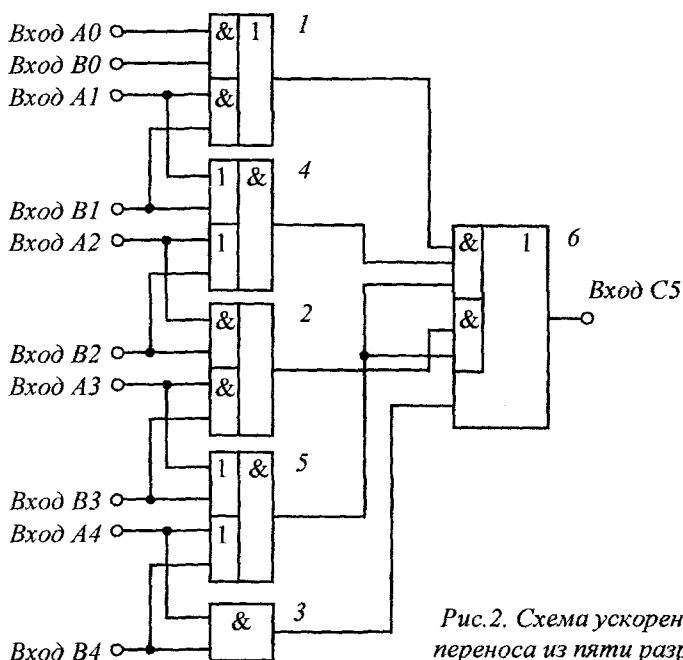 Вход A0
& 1 1
Вход B0
Вход A1
&
1 & 4
Вход B1
Вход A2
1
& 1 6
Вход C5
& 2
&
Вход B2
Вход A3
&
1 & 5
Вход B3
Вход A4
1
& 3
Вход B4
Рис.2. Схема ускорен
переноса из пяти разр